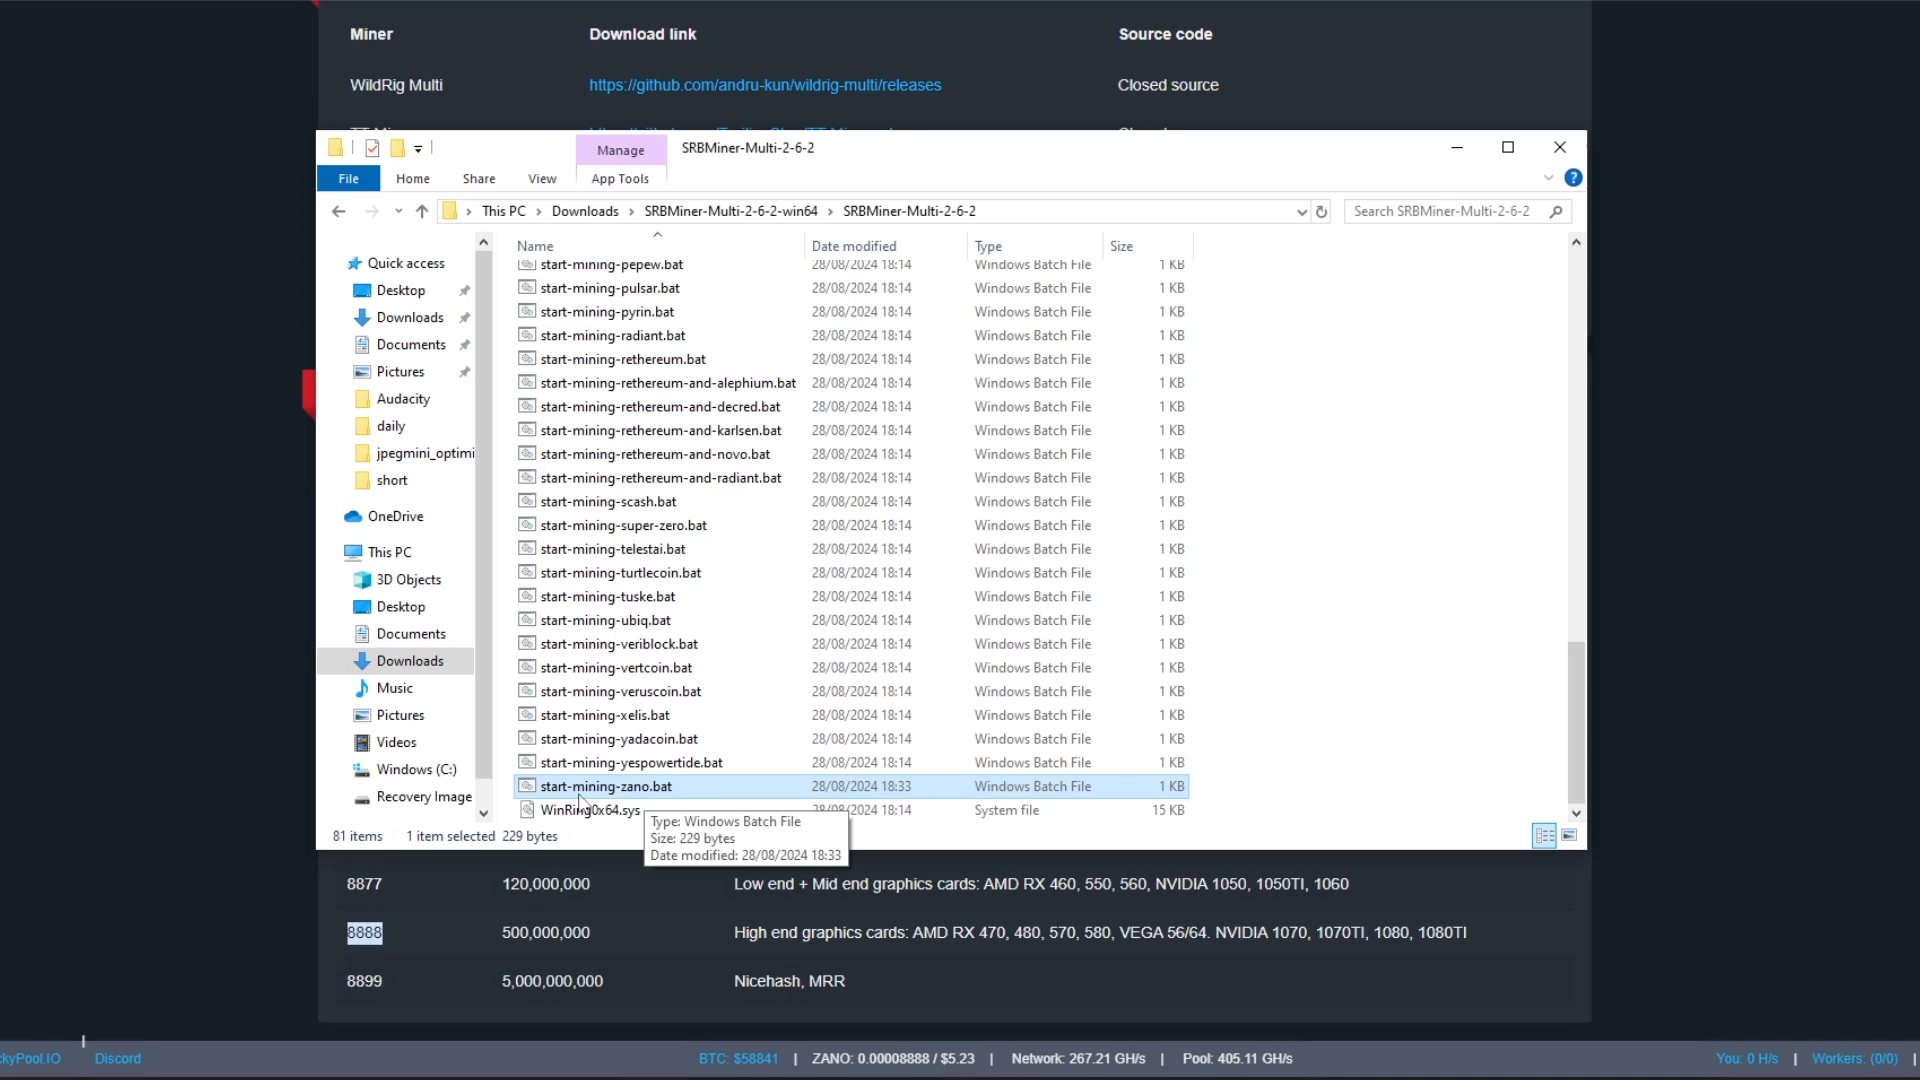 Miner Download link Source code
WildRig Multi https://github.com/andru-kun/wildrig-multi/releases Closed source
Manage SRBMiner-Multi-2-6-2
File Home Share View App Tools
This PC > Downloads > SRBMiner-Multi-2-6-2-win64 > SRBMiner-Multi-2-6-2
Search SRBMiner-Multi-2-6-2
Quick access
Desktop
Downloads
Documents
Pictures
Audacity
daily
jpegmini_optimi
short
OneDrive
This PC
3D Objects
Desktop
Documents
Downloads
Music
Pictures
Videos
Windows (C:)
Recovery Image
Name Date modified Type Size
start-mining-pepew.bat 28/08/2024 18:14 Windows Batch File 1 KB
start-mining-pulsar.bat 28/08/2024 18:14 Windows Batch File 1 KB
start-mining-pyrin.bat 28/08/2024 18:14 Windows Batch File 1 KB
start-mining-radiant.bat 28/08/2024 18:14 Windows Batch File 1 KB
start-mining-rethereum.bat 28/08/2024 18:14 Windows Batch File 1 KB
start-mining-rethereum-and-alephium.bat 28/08/2024 18:14 Windows Batch File 1 KB
start-mining-rethereum-and-decred.bat 28/08/2024 18:14 Windows Batch File 1 KB
start-mining-rethereum-and-karlsen.bat 28/08/2024 18:14 Windows Batch File 1 KB
start-mining-rethereum-and-novo.bat 28/08/2024 18:14 Windows Batch File 1 KB
start-mining-rethereum-and-radiant.bat 28/08/2024 18:14 Windows Batch File 1 KB
start-mining-scash.bat 28/08/2024 18:14 Windows Batch File 1 KB
start-mining-super-zero.bat 28/08/2024 18:14 Windows Batch File 1 KB
start-mining-telestai.bat 28/08/2024 18:14 Windows Batch File 1 KB
start-mining-turtlecoin.bat 28/08/2024 18:14 Windows Batch File 1 KB
start-mining-tuske.bat 28/08/2024 18:14 Windows Batch File 1 KB
start-mining-ubiq.bat 28/08/2024 18:14 Windows Batch File 1 KB
start-mining-veriblock.bat 28/08/2024 18:14 Windows Batch File 1 KB
start-mining-vertcoin.bat 28/08/2024 18:14 Windows Batch File 1 KB
start-mining-veruscoin.bat 28/08/2024 18:14 Windows Batch File 1 KB
start-mining-xelis.bat 28/08/2024 18:14 Windows Batch File 1 KB
start-mining-yadacoin.bat 28/08/2024 18:14 Windows Batch File 1 KB
start-mining-yespowertide.bat 28/08/2024 18:14 Windows Batch File 1 KB
start-mining-zano.bat 28/08/2024 18:33 Windows Batch File 1 KB
WinRing0x64.sys 28/08/2024 18:14 System file 15 KB
Type: Windows Batch File
Size: 229 bytes
Date modified: 28/08/2024 18:33
81 items 1 item selected 229 bytes
8877 120,000,000 Low end + Mid end graphics cards: AMD RX 460, 550, 560, NVIDIA 1050, 1050TI, 1060
8888 500,000,000 High end graphics cards: AMD RX 470, 480, 570, 580, VEGA 56/64. NVIDIA 1070, 1070TI, 1080, 1080TI
8899 5,000,000,000 Nicehash, MRR
kyPool.IO | Discord BTC: $58841 | ZANO: 0.00008888 / $5.23 | Network: 267.21 GH/s | Pool: 405.11 GH/s You: 0 H/s | Workers: (0/0) |